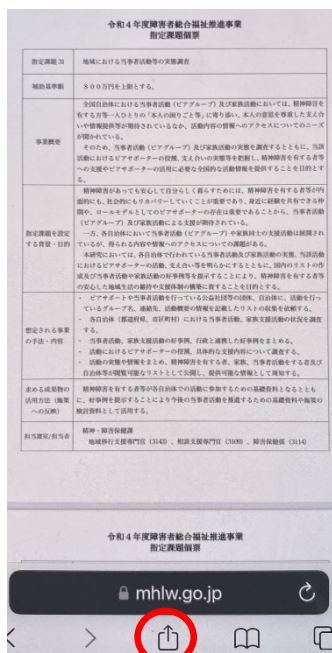 令和4年度障害者総合福祉推進事業
指定課題個票
指定課題 31
地域における当事者活動等の実態調査
補助基準額
８００万円を上限とする。
事業概要
全国自治体における当事者活動（ピアグループ）及び家族活動においては、精神障害を
有する方等一人ひとりの「本人の困りごと等」に寄り添い、本人の意思を尊重した支え合
いや情報提供等が期待されているなか、活動内容の情報へのアクセスについてのニーズ
が聞かれている。
そのため、当事者活動（ピアグループ）及び家族活動の実態を調査するとともに、当該
活動におけるピアサポーターの役割、支え合いの実態等を把握し、精神障害を有する者等
への支援やピアサポーターの活用に必要な全国的な活動情報を提供することを目的とす
る。
指定課題を設定
する背景・目的
精神障害があっても安心して自分らしく暮らすためには、精神障害を有する者等が内
面的にも、社会的にもリカバリーしていくことが重要であり、身近に経験を共有できる仲
間や、ロールモデルとしてのピアサポーターの存在は重要であることから、当事者活動
（ピアグループ）及び家族活動による支援が期待されている。
一方、各自治体において当事者活動（ピアグループ）や家族同士の支援活動は展開され
ているが、得られる内容や情報へのアクセスについての課題がある。
本研究においては、各自治体で行われている当事者活動及び家族活動の実態、当該活動
におけるピアサポーターの活動、支え合い等を明らかにするとともに、国内のリストの作
成及び当事者活動や家族活動の好事例等を提示することにより、精神障害を有する者等
の安心した地域生活の維持や支援体制の構築に資することを目的とする。
想定される事業
の手法・内容
・ ピアサポートや当事者活動を行っている公益社団等の団体、自治体に、活動を行っ
ているグループ名、連絡先、活動概要の情報を記載したリストの収集を依頼する。
・ 各自治体（都道府県、市区町村）における当事者活動、家族支援活動の状況を調査
する。
・ 当事者活動、家族支援活動の好事例、行政と連携した好事例をまとめる。
・ 活動におけるピアサポーターの役割、具体的な支援内容について調査する。
・ 活動の実態や情報をまとめ、精神障害を有する者、家族、当事者活動をする者及び
自治体等が閲覧可能なリストとして公開し、提供可能な情報として周知する。
求める成果物の
活用方法（施策
への反映）
精神障害を有する者等が各自治体での活動に参加するための基礎資料となるととも
に、好事例を提示することにより今後の当事者活動を推進するための基礎資料や施策の
検討資料として活用する。
担当課室/担当者
精神・障害保健課
地域移行支援専門官（3143）、相談支援専門官（3109）、障害保健係（3114）
令和4年度障害者総合福祉推進事業
指定課題個票
mhlw.go.jp